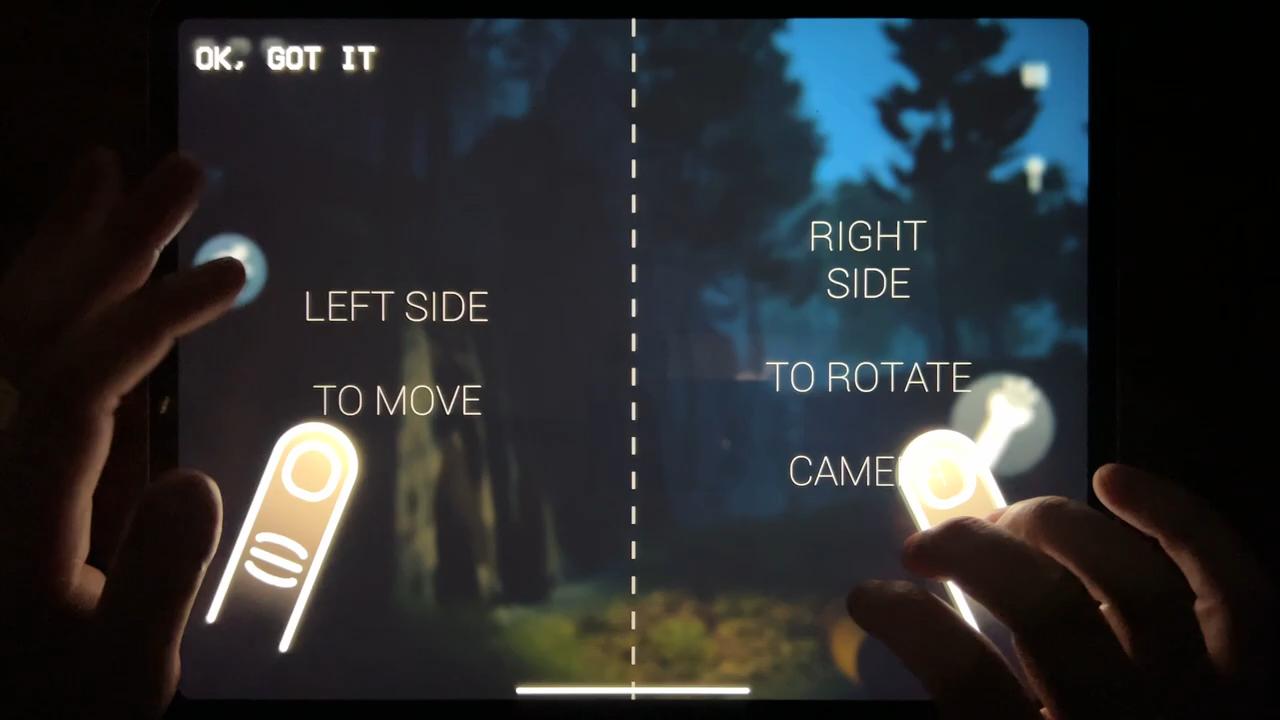 OK, GOT IT
LEFT SIDE
TO MOVE
RIGHT
SIDE
TO ROTATE